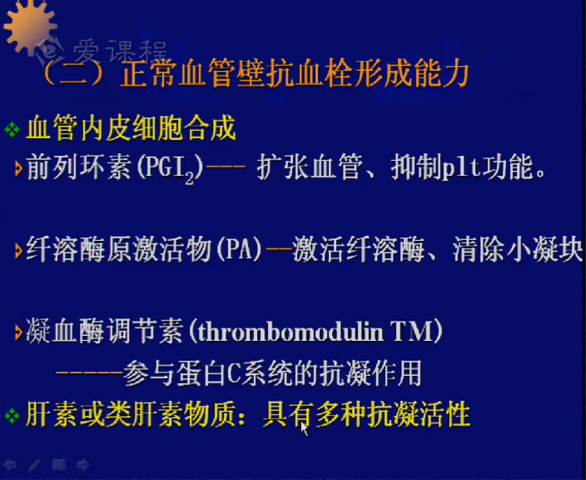 爱课程
（二）正常血管壁抗血栓形成能力
血管内皮细胞合成
前列环素(PGI2)--- 扩张血管、抑制plt功能。
纤溶酶原激活物(PA)--激活纤溶酶、清除小凝块
凝血酶调节素(thrombomodulin TM)
-----参与蛋白C系统的抗凝作用
肝素或类肝素物质：具有多种抗凝活性